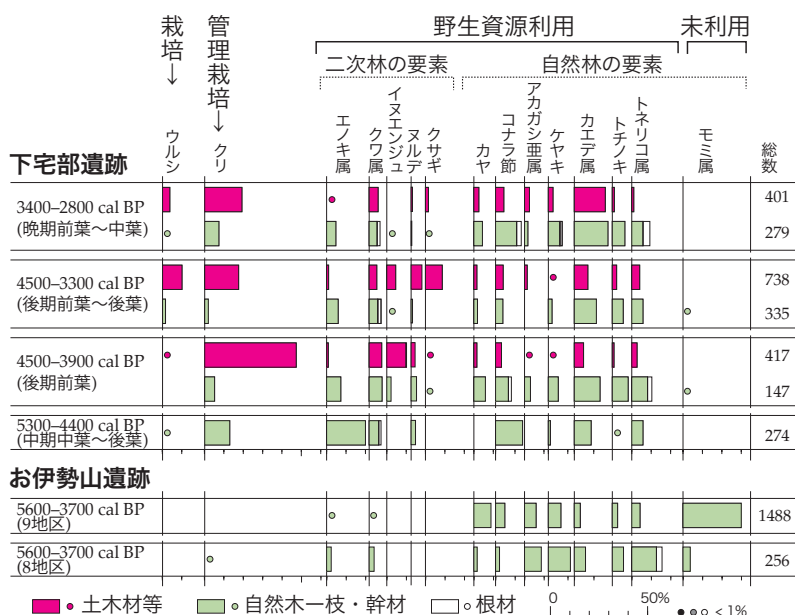 栽培→
管理栽培→
野生資源利用
未利用
二次林の要素
自然林の要素
ウルシ
クリ
エノキ属
クワ属
イヌエンジュ
ヌルデ
クサギ
カヤ
コナラ節
アカガシ亜属
ケヤキ
カエデ属
トチノキ
トネリコ属
モミ属
総数
下宅部遺跡
3400–2800 cal BP
(晩期前葉〜中葉)
401
279
4500–3300 cal BP
(後期前葉〜後葉)
738
335
4500–3900 cal BP
(後期前葉)
417
147
5300–4400 cal BP
(中期中葉〜後葉)
274
お伊勢山遺跡
5600–3700 cal BP
(9地区)
1488
5600–3700 cal BP
(8地区)
256
土木材等
自然木一枝・幹材
根材
0 50%
< 1%